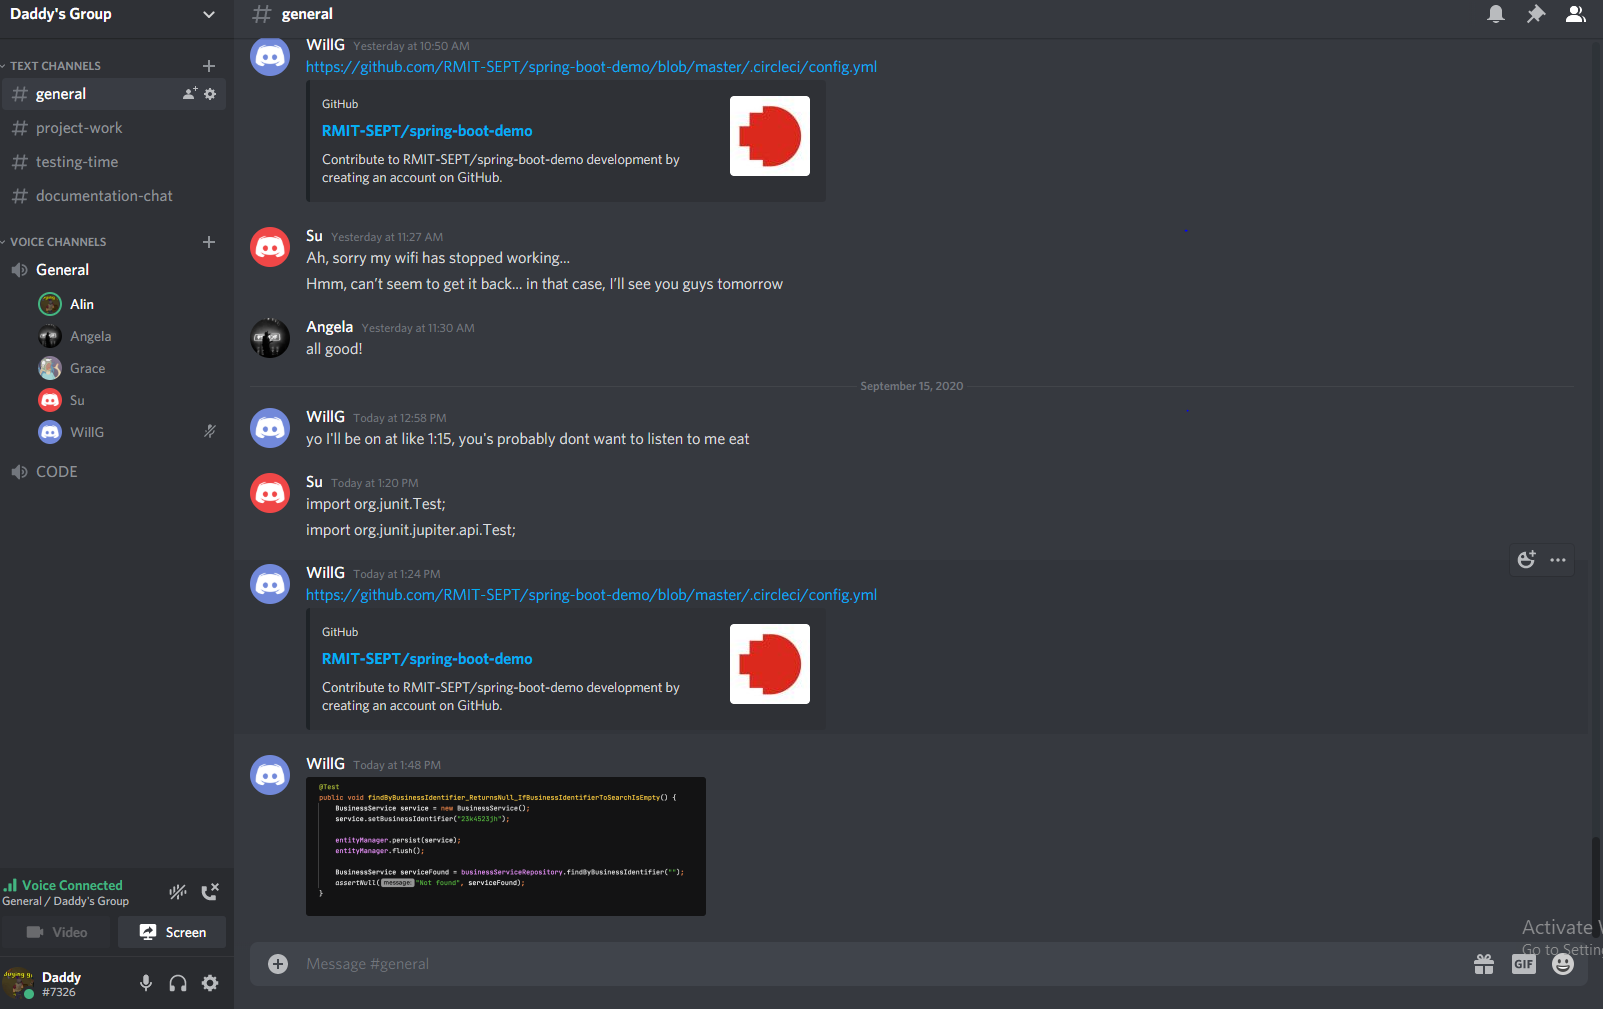 Daddy's Group
TEXT CHANNELS
general
project-work
testing-time
documentation-chat
VOICE CHANNELS
General
Alin
Angela
Grace
Su
WillG
CODE
Voice Connected
General / Daddy's Group
Video
Screen
Daddy
#7326
# general
WillG Yesterday at 10:50 AM
https://github.com/RMIT-SEPT/spring-boot-demo/blob/master/.circleci/config.yml
GitHub
RMIT-SEPT/spring-boot-demo
Contribute to RMIT-SEPT/spring-boot-demo development by
creating an account on GitHub.
Su Yesterday at 11:27 AM
Ah, sorry my wifi has stopped working...
Hmm, can't seem to get it back... in that case, I'll see you guys tomorrow
Angela Yesterday at 11:30 AM
all good!
September 15, 2020
WillG Today at 12:58 PM
yo I'll be on at like 1:15, you's probably dont want to listen to me eat
Su Today at 1:20 PM
import org.junit.Test;
import org.junit.jupiter.api.Test;
WillG Today at 1:24 PM
https://github.com/RMIT-SEPT/spring-boot-demo/blob/master/.circleci/config.yml
GitHub
RMIT-SEPT/spring-boot-demo
Contribute to RMIT-SEPT/spring-boot-demo development by
creating an account on GitHub.
WillG Today at 1:48 PM
@Test
public void findByBusinessIdentifier_ReturnsNull_IfBusinessIdentifierToSearchIsEmpty() {
BusinessService service = new BusinessService();
service.setBusinessIdentifier("23k4523jh");
entityManager.persist(service);
entityManager.flush();
BusinessService serviceFound = businessServiceRepository.findByBusinessIdentifier("");
assertNull( message: "Not found", serviceFound);
}
Message #general
GIF
Activate W
Go to Settin